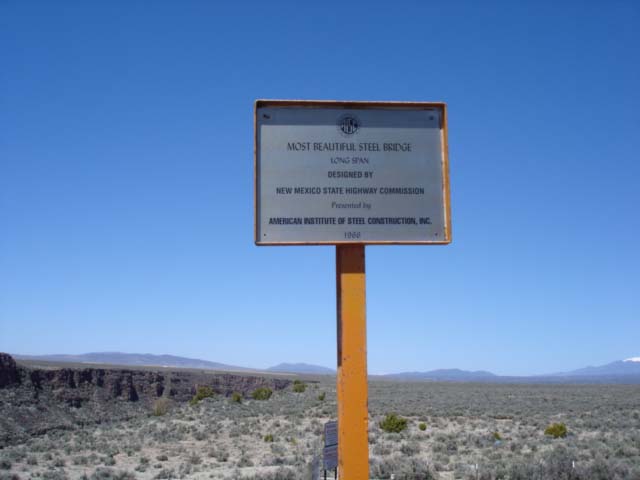 AISC
MOST BEAUTIFUL STEEL BRIDGE
LONG SPAN
DESIGNED BY
NEW MEXICO STATE HIGHWAY COMMISSION
Presented by
AMERICAN INSTITUTE OF STEEL CONSTRUCTION, INC.
1966